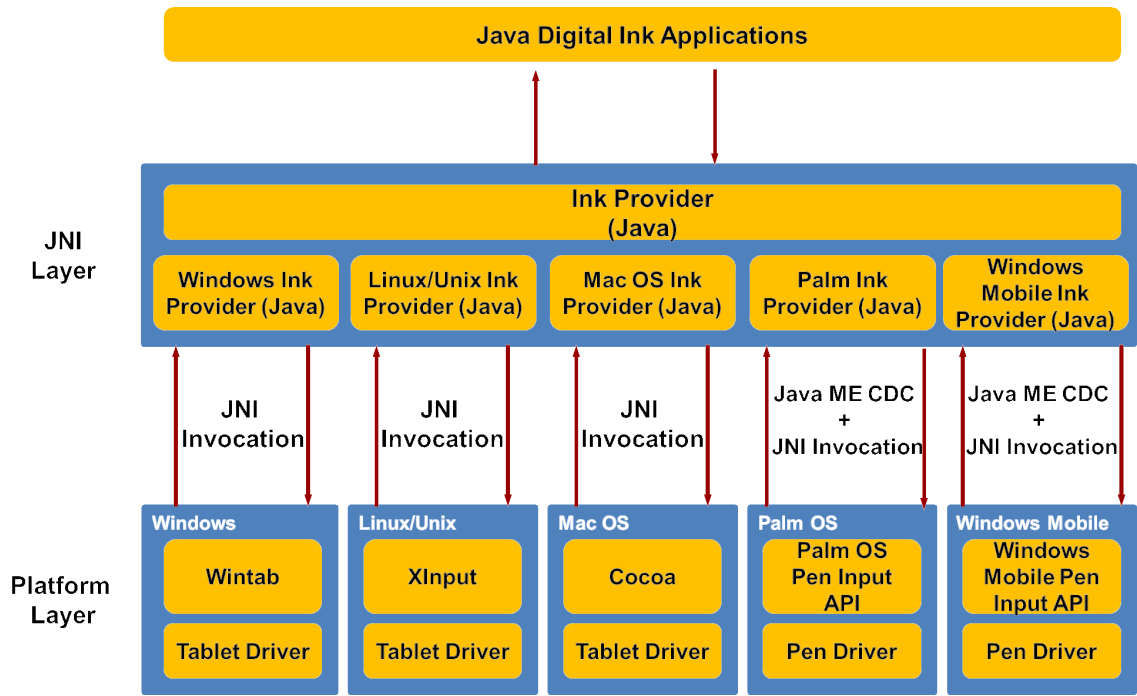 Java Digital Ink Applications
Ink Provider
(Java)
JNI
Layer
Windows Ink
Provider (Java)
Linux/Unix Ink
Provider (Java)
Mac OS Ink
Provider (Java)
Palm Ink
Provider (Java)
Windows
Mobile Ink
Provider (Java)
JNI
Invocation
JNI
Invocation
JNI
Invocation
Java ME CDC
+
JNI Invocation
Java ME CDC
+
JNI Invocation
Platform
Layer
Windows
Wintab
Tablet Driver
Linux/Unix
XInput
Tablet Driver
Mac OS
Cocoa
Tablet Driver
Palm OS
Palm OS
Pen Input
API
Pen Driver
Windows Mobile
Windows
Mobile Pen
Input API
Pen Driver